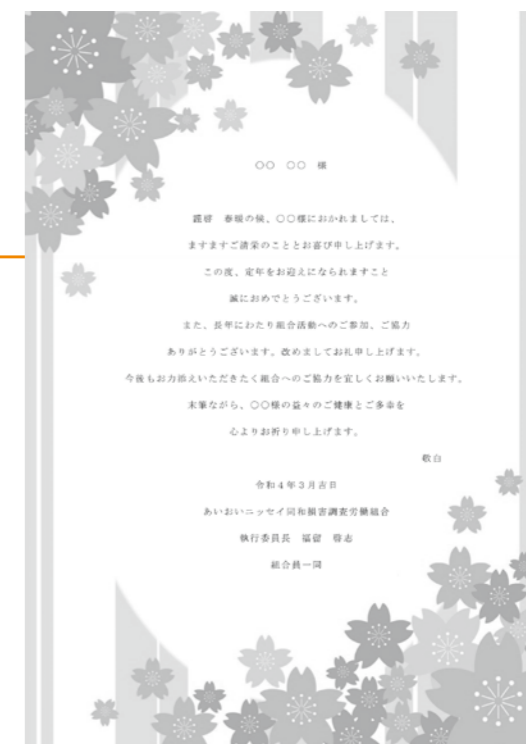 ○○ ○○ 様
謹啓 春暖の候、○○様におかれましては、
ますますご清栄のこととお喜び申し上げます。
この度、定年をお迎えになられますこと
誠におめでとうございます。
また、長年にわたり組合活動へのご参加、ご協力
ありがとうございます。改めましてお礼申し上げます。
今後もお力添えいただきたく組合へのご協力を宜しくお願いいたします。
末筆ながら、○○様の益々のご健康とご多幸を
心よりお祈り申し上げます。
敬白
令和4年3月吉日
あいおいニッセイ同和損害調査労働組合
執行委員長 福留 啓志
組合員一同